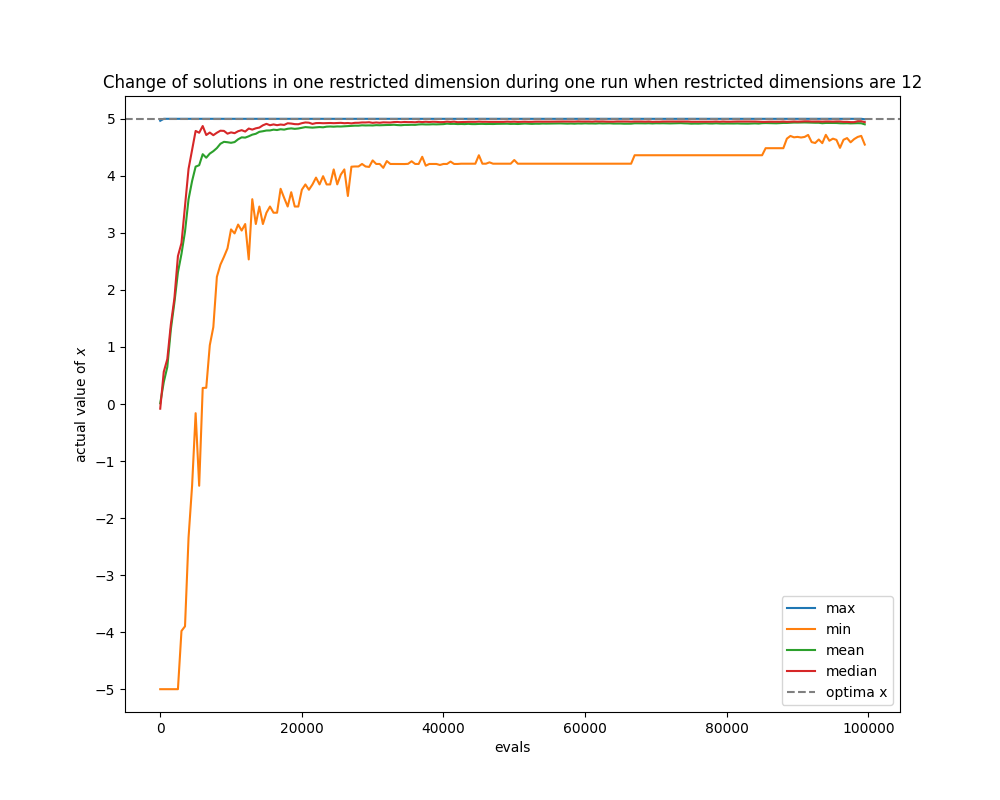 Change of solutions in one restricted dimension during one run when restricted dimensions are 12
5
4
3
2
1
0
−1
−2
−3
−4
−5
actual value of x
0
20000
40000
60000
80000
100000
evals
max
min
mean
median
optima x